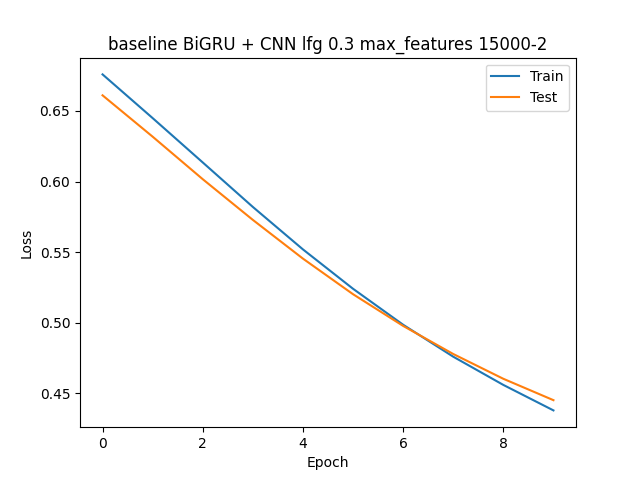 baseline BiGRU + CNN lfg 0.3 max_features 15000-2
Train
Test
0.65
0.60
0.55
0.50
0.45
Loss
0
2
4
6
8
Epoch